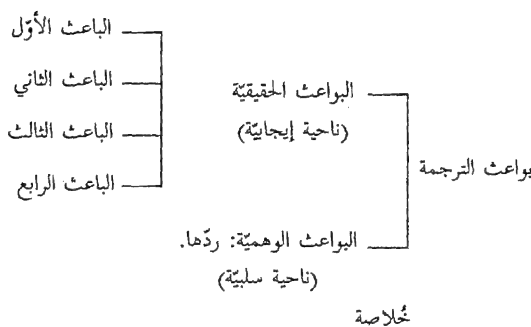 بواعث الترجمة
البواعث الحقيقيّة
(ناحية إيجابيّة)
الباعث الأوّل
الباعث الثاني
الباعث الثالث
الباعث الرابع
البواعث الوهميّة: ردّها.
(ناحية سلبيّة)
خُلاصة